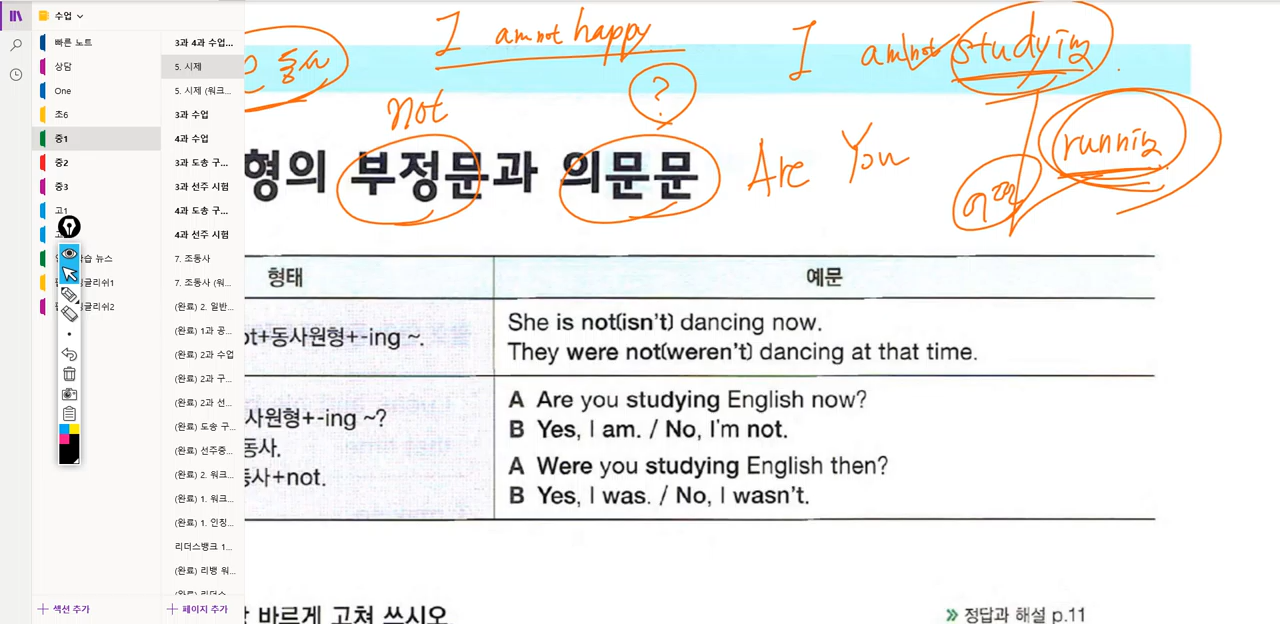 수업
빠른 노트
상담
One
초6
중1
중2
중3
고1
습 뉴스
글리쉬1
글리쉬2
섹션 추가
3과 4과 수업...
5. 시제
5. 시제 (워크...
3과 수업
4과 수업
3과 도송 구...
3과 선주 시험
4과 도송 구...
4과 선주 시험
7. 조동사
7. 조동사 (워...
(완료) 2. 일반...
(완료) 1과 공...
(완료) 2과 수업
(완료) 2과 구...
(완료) 2과 선...
(완료) 도송 구...
(완료) 선주중...
(완료) 2. 워크...
(완료) 1. 워크...
(완료) 1. 인칭...
리더스뱅크 1...
(완료) 리뱅 워...
페이지 추가
동사
I am not happy
I am not studying
not
?
running
형의 부정문과 의문문
Are You
형태
예문
ot+동사원형+-ing ~.
She is not(isn't) dancing now.
They were not(weren't) dancing at that time.
사원형+-ing ~?
동사.
동사+not.
A Are you studying English now?
B Yes, I am. / No, I'm not.
A Were you studying English then?
B Yes, I was. / No, I wasn't.
바르게 고쳐 쓰시오.
» 정답과 해설 p.11